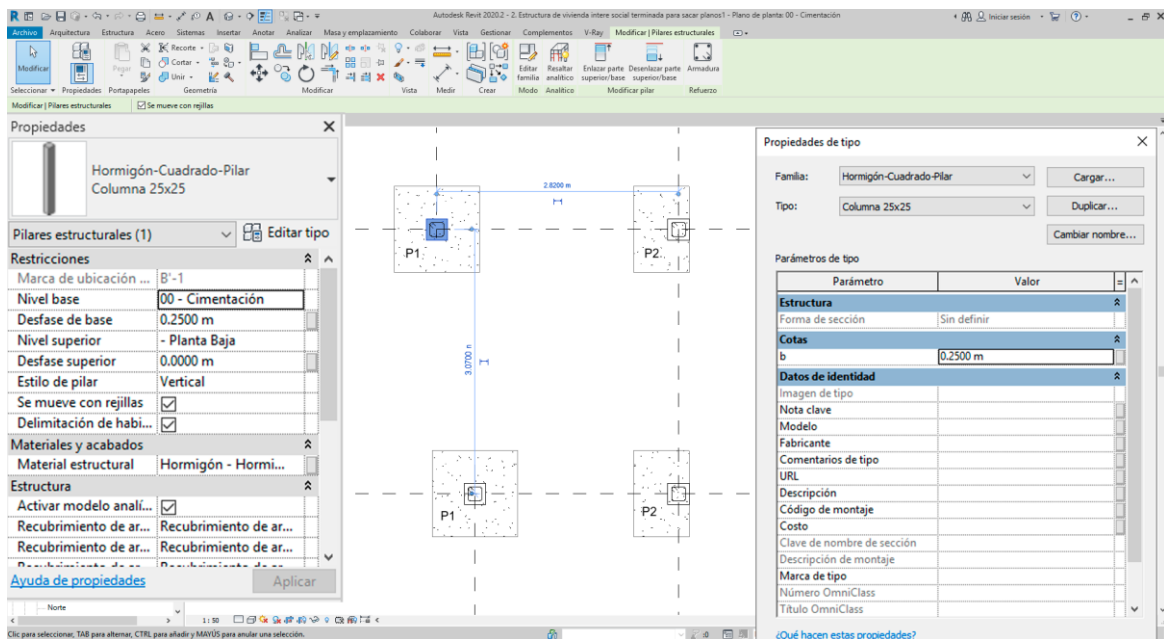 Autodesk Revit 2020.2 - 2. Estructura de vivienda intere social terminada para sacar planos1 - Plano de planta: 00 - Cimentación
Iniciar sesión
Archivo Arquitectura Estructura Acero Sistemas Insertar Anotar Analizar Masa y emplazamiento Colaborar Vista Gestionar Complementos V-Ray Modificar | Pilares estructurales
Modificar
Pegar
Recorte
Cortar
Unir
Editar familia
Resaltar analítico
Enlazar parte superior/base
Desenlazar parte superior/base
Armadura
Seleccionar Propiedades Portapapeles Geometría Modificar Vista Medir Crear Modo Analítico Modificar pilar Refuerzo
Modificar | Pilares estructurales Se mueve con rejillas
Propiedades
Hormigón-Cuadrado-Pilar
Columna 25x25
Pilares estructurales (1) Editar tipo
Restricciones
Marca de ubicación ... B'-1
Nivel base 00 - Cimentación
Desfase de base 0.2500 m
Nivel superior - Planta Baja
Desfase superior 0.0000 m
Estilo de pilar Vertical
Se mueve con rejillas
Delimitación de habi...
Materiales y acabados
Material estructural Hormigón - Hormi...
Estructura
Activar modelo analí...
Recubrimiento de ar... Recubrimiento de ar...
Recubrimiento de ar... Recubrimiento de ar...
Ayuda de propiedades Aplicar
Norte
1 : 50
Clic para seleccionar, TAB para alternar, CTRL para añadir y MAYÚS para anular una selección.
2.8200 m
P1
P2
3.0700
P1
P2
Propiedades de tipo
Familia: Hormigón-Cuadrado-Pilar Cargar...
Tipo: Columna 25x25 Duplicar...
Cambiar nombre...
Parámetros de tipo
Parámetro Valor =
Estructura
Forma de sección Sin definir
Cotas
b 0.2500 m
Datos de identidad
Imagen de tipo
Nota clave
Modelo
Fabricante
Comentarios de tipo
URL
Descripción
Código de montaje
Costo
Clave de nombre de sección
Descripción de montaje
Marca de tipo
Número OmniClass
Título OmniClass
¿Qué hacen estas propiedades?